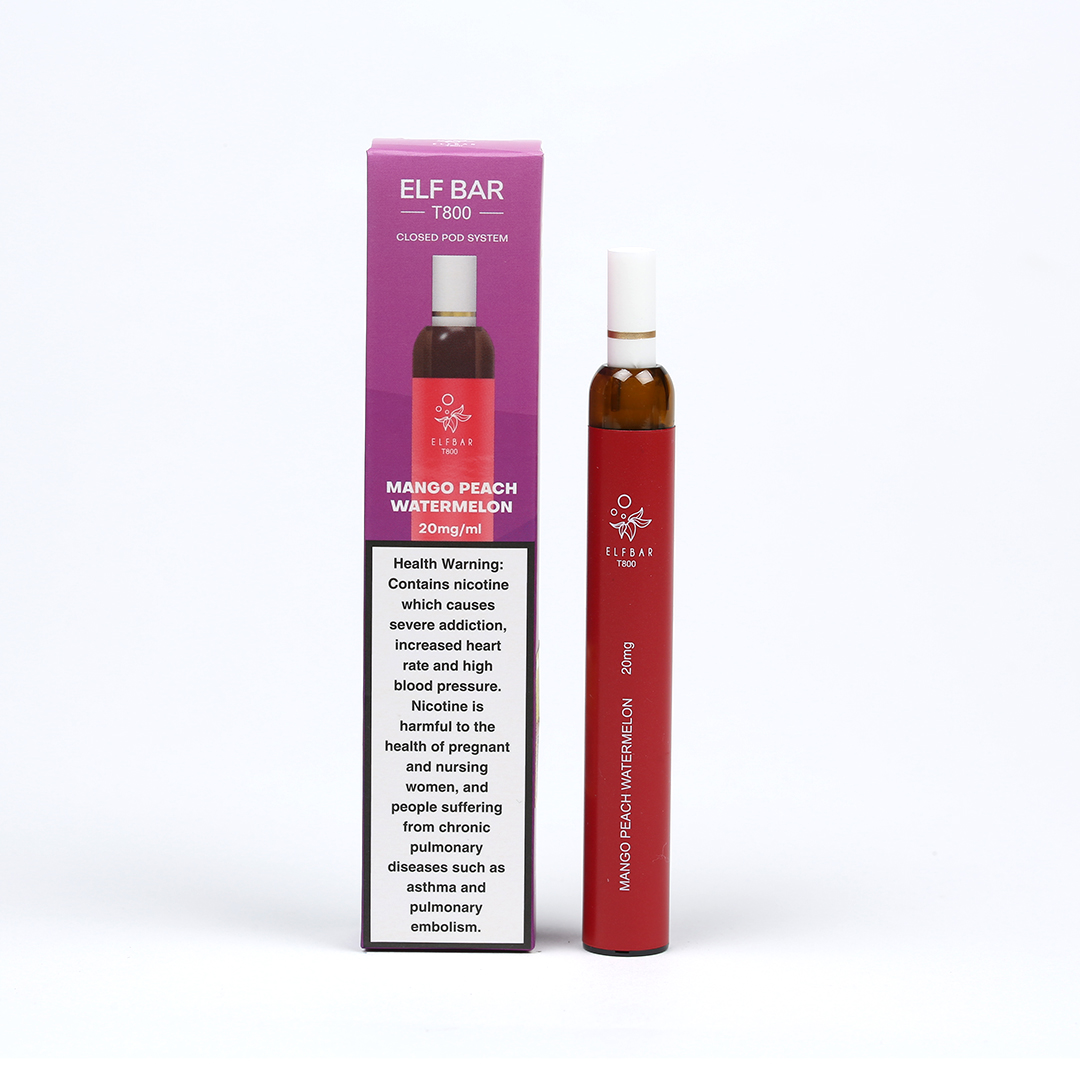 ELF BAR
T800
CLOSED POD SYSTEM
ELFBAR
T800
MANGO PEACH
WATERMELON
20mg/ml
Health Warning:
Contains nicotine
which causes
severe addiction,
increased heart
rate and high
blood pressure.
Nicotine is
harmful to the
health of pregnant
and nursing
women, and
people suffering
from chronic
pulmonary
diseases such as
asthma and
pulmonary
embolism.
ELFBAR
T800
MANGO PEACH WATERMELON 20mg